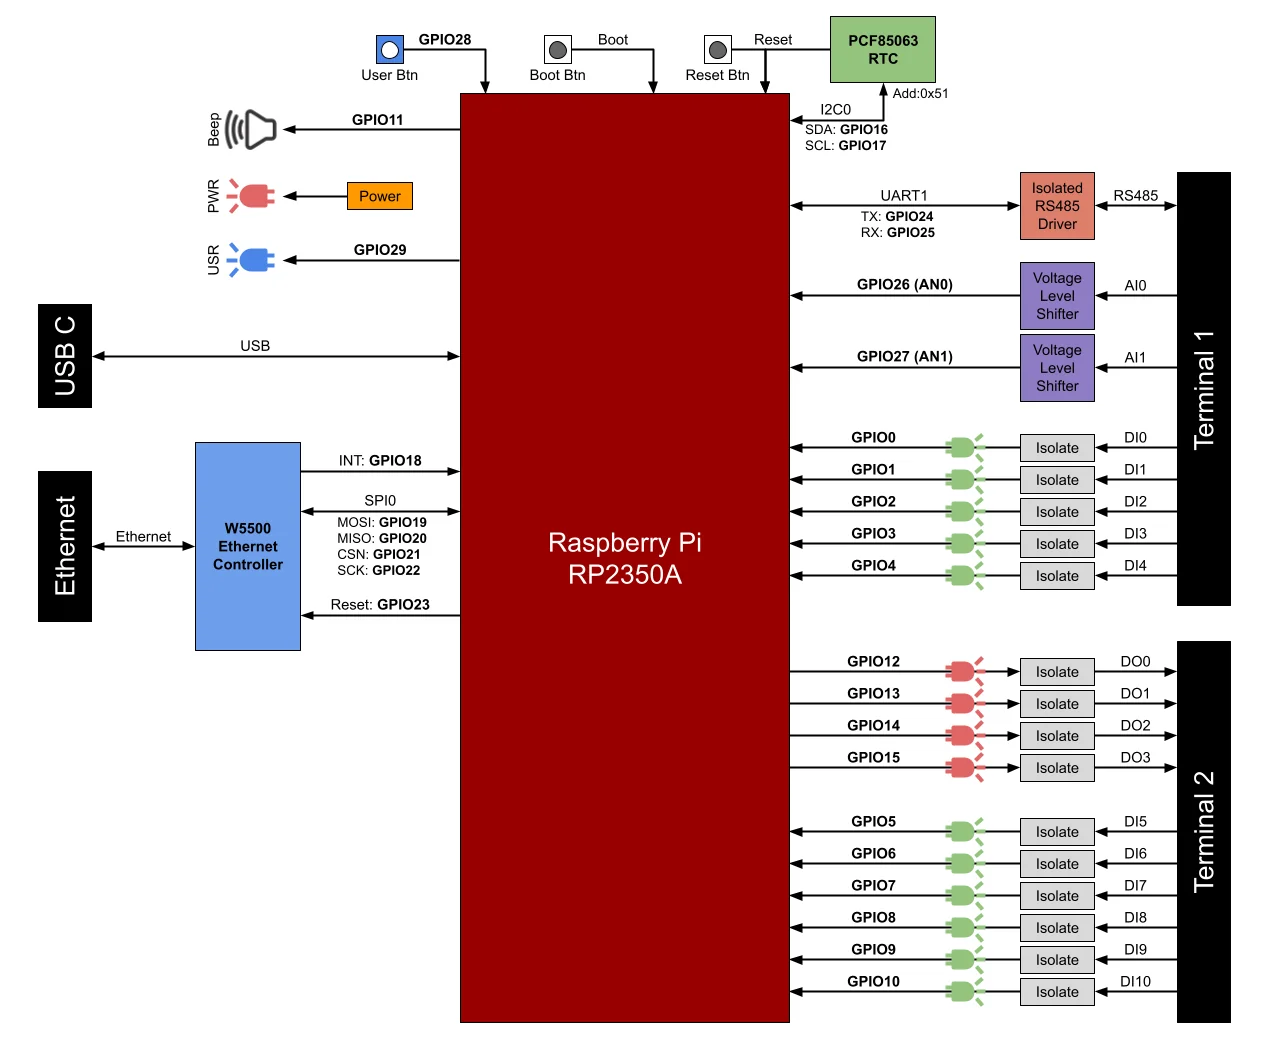 GPIO28
User Btn
Boot
Boot Btn
Reset
Reset Btn
PCF85063
RTC
Add:0x51
I2C0
SDA: GPIO16
SCL: GPIO17
Beep
GPIO11
PWR
Power
USR
GPIO29
USB C
USB
Ethernet
Ethernet
W5500
Ethernet
Controller
INT: GPIO18
SPI0
MOSI: GPIO19
MISO: GPIO20
CSN: GPIO21
SCK: GPIO22
Reset: GPIO23
Raspberry Pi
RP2350A
UART1
TX: GPIO24
RX: GPIO25
Isolated
RS485
Driver
RS485
GPIO26 (AN0)
Voltage
Level
Shifter
AI0
GPIO27 (AN1)
Voltage
Level
Shifter
AI1
Terminal 1
GPIO0
Isolate
DI0
GPIO1
Isolate
DI1
GPIO2
Isolate
DI2
GPIO3
Isolate
DI3
GPIO4
Isolate
DI4
GPIO12
Isolate
DO0
GPIO13
Isolate
DO1
GPIO14
Isolate
DO2
GPIO15
Isolate
DO3
Terminal 2
GPIO5
Isolate
DI5
GPIO6
Isolate
DI6
GPIO7
Isolate
DI7
GPIO8
Isolate
DI8
GPIO9
Isolate
DI9
GPIO10
Isolate
DI10